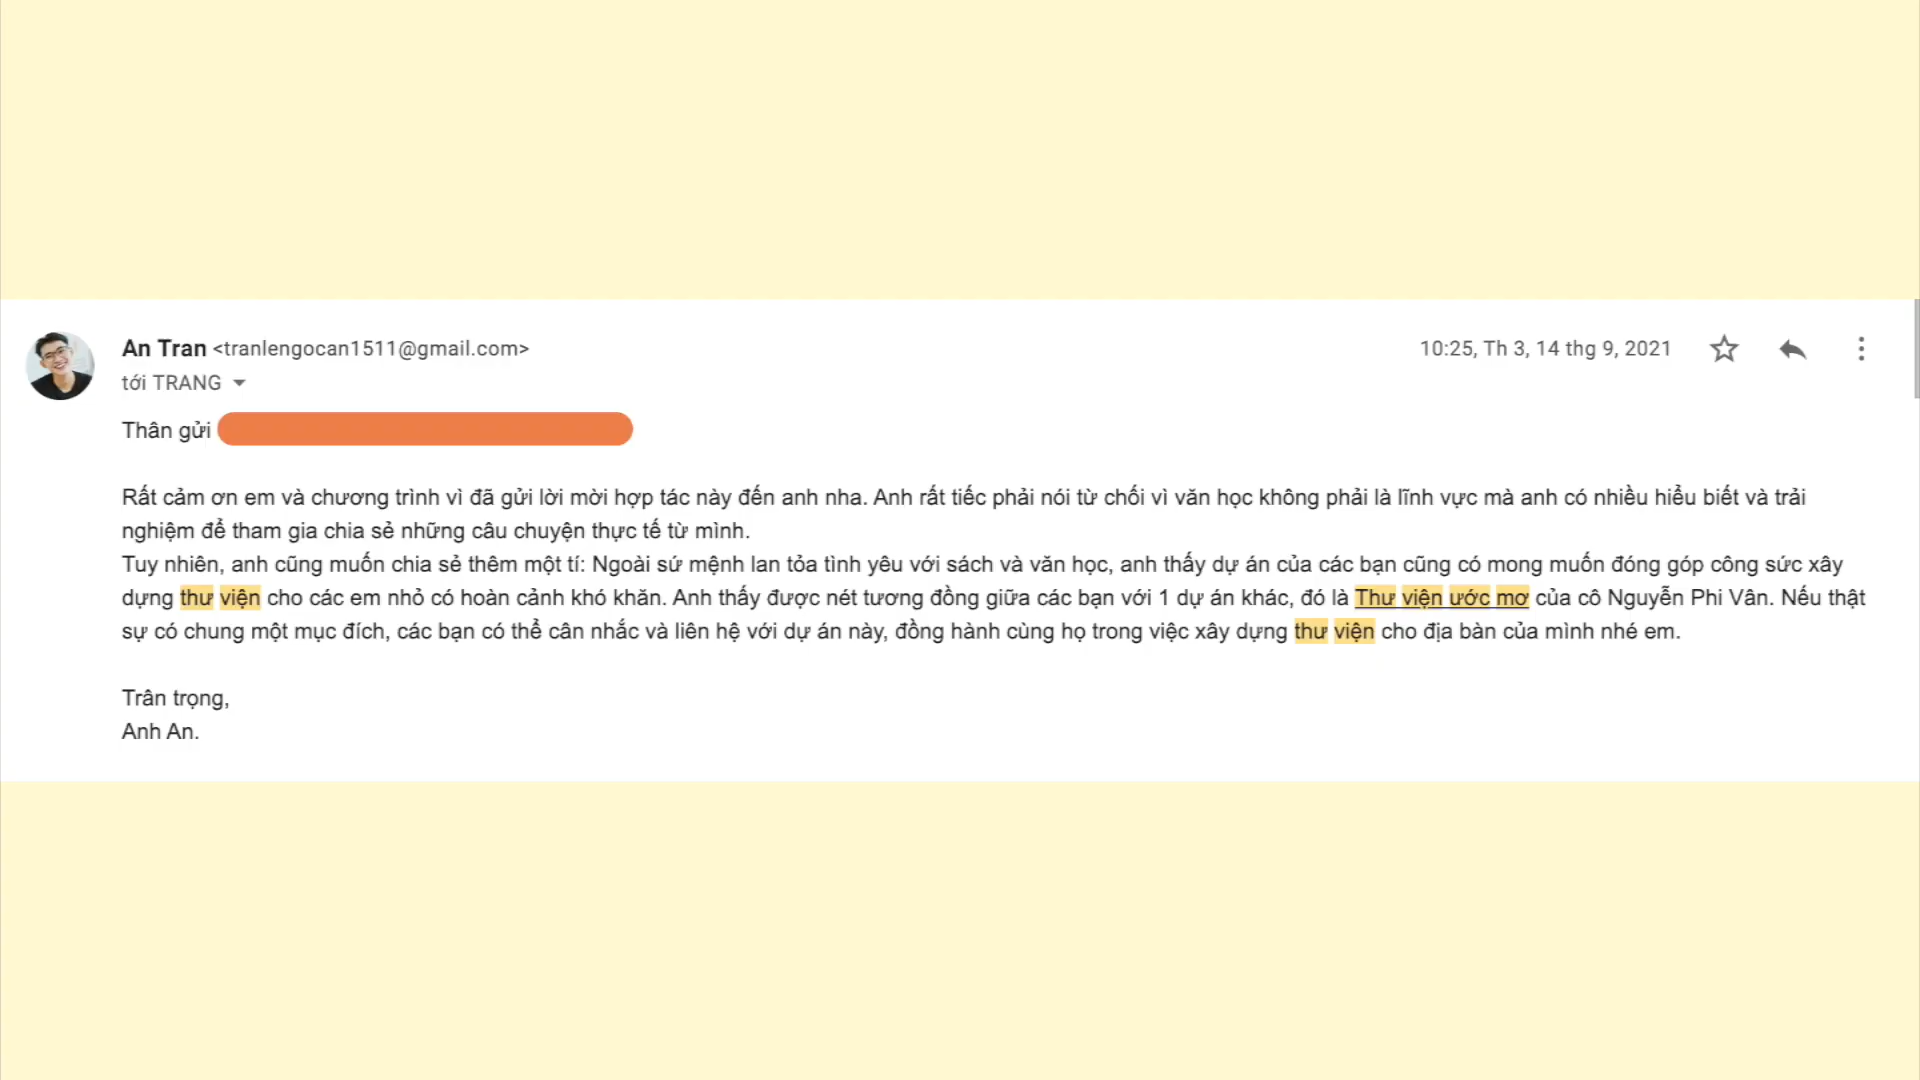 An Tran <tranlengocan1511@gmail.com>
10:25, Th 3, 14 thg 9, 2021
tới TRANG
Thân gửi
Rất cảm ơn em và chương trình vì đã gửi lời mời hợp tác này đến anh nha. Anh rất tiếc phải nói từ chối vì văn học không phải là lĩnh vực mà anh có nhiều hiểu biết và trải
nghiệm để tham gia chia sẻ những câu chuyện thực tế từ mình.
Tuy nhiên, anh cũng muốn chia sẻ thêm một tí: Ngoài sứ mệnh lan tỏa tình yêu với sách và văn học, anh thấy dự án của các bạn cũng có mong muốn đóng góp công sức xây
dựng thư viện cho các em nhỏ có hoàn cảnh khó khăn. Anh thấy được nét tương đồng giữa các bạn với 1 dự án khác, đó là Thư viện ước mơ của cô Nguyễn Phi Vân. Nếu thật
sự có chung một mục đích, các bạn có thể cân nhắc và liên hệ với dự án này, đồng hành cùng họ trong việc xây dựng thư viện cho địa bàn của mình nhé em.
Trân trọng,
Anh An.